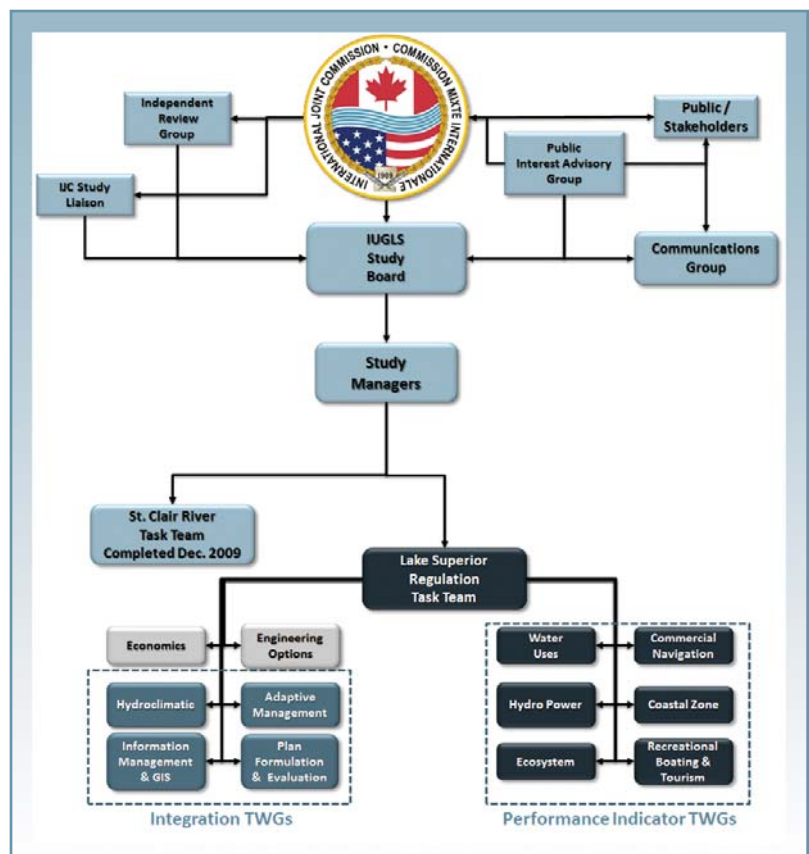 INTERNATIONAL JOINT COMMISSION • COMMISSION MIXTE INTERNATIONALE
1909
Independent
Review
Group
Public /
Stakeholders
Public
Interest Advisory
Group
IJC Study
Liaison
IUGLS
Study
Board
Communications
Group
Study
Managers
St. Clair River
Task Team
Completed Dec. 2009
Lake Superior
Regulation
Task Team
Economics
Engineering
Options
Hydroclimatic
Adaptive
Management
Information
Management
& GIS
Plan
Formulation
& Evaluation
Integration TWGs
Water
Uses
Commercial
Navigation
Hydro Power
Coastal Zone
Ecosystem
Recreational
Boating &
Tourism
Performance Indicator TWGs